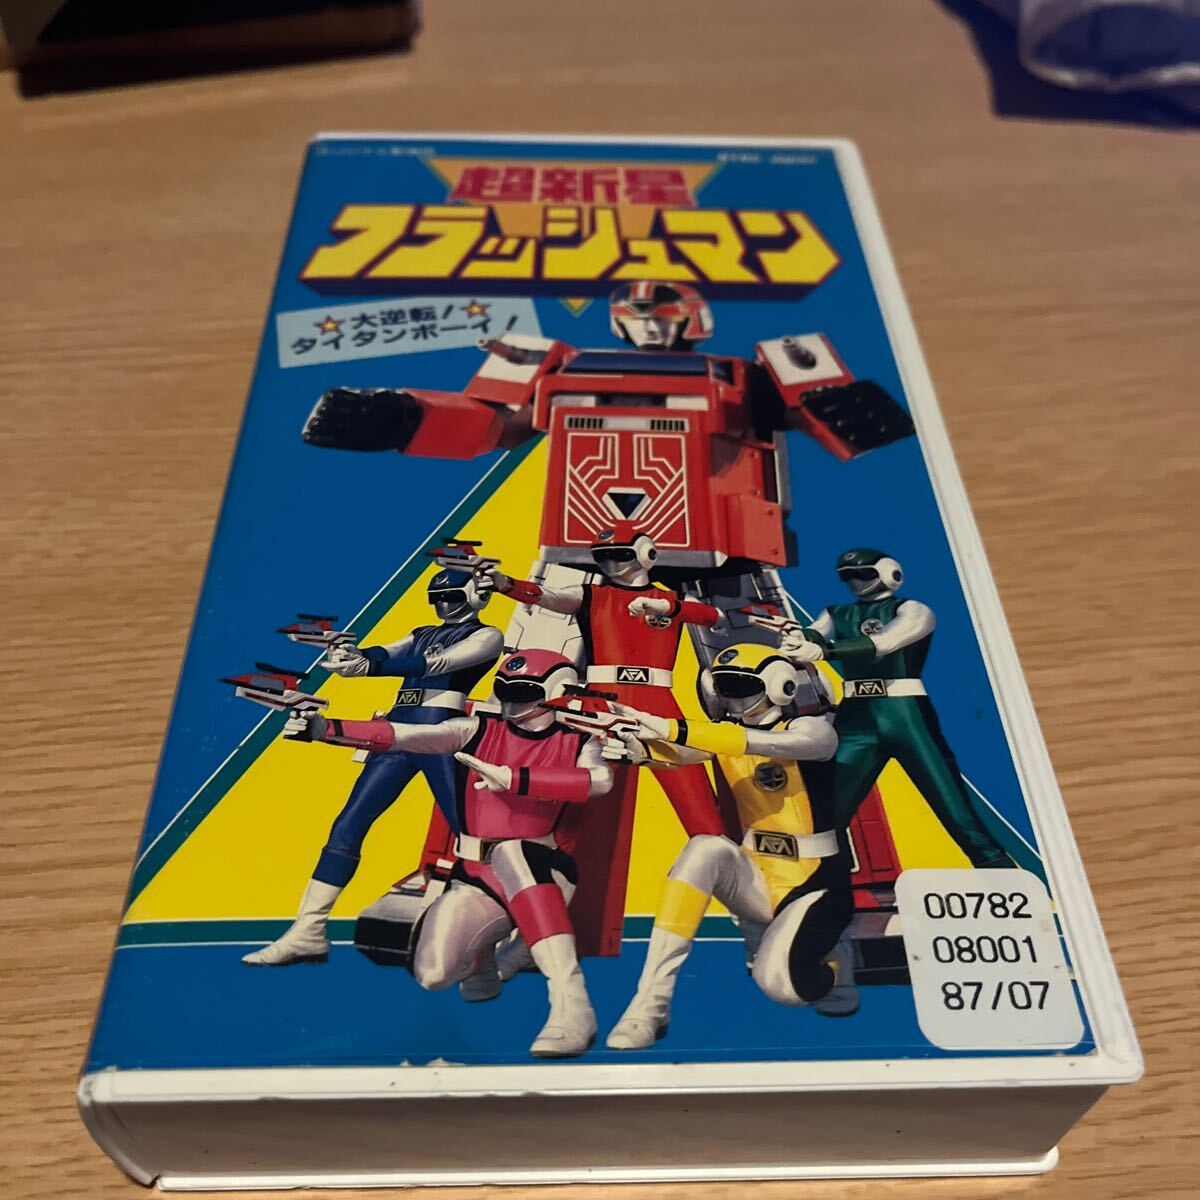 超新星
フラッシュマン
大逆転!
タイタンボーイ!
00782
08001
87/07